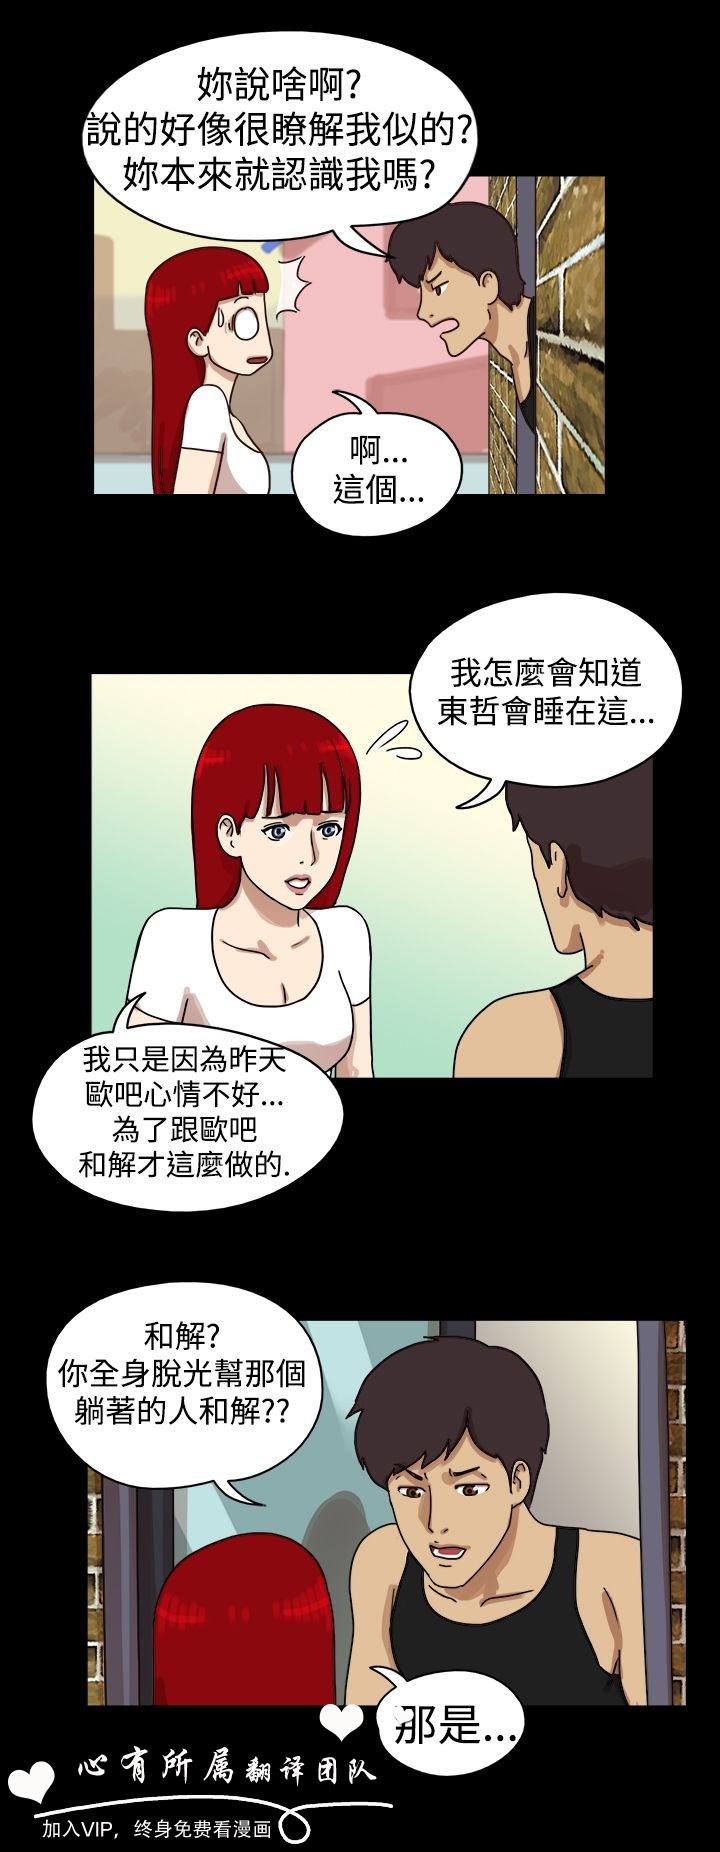 妳說啥啊?
說的好像很瞭解我似的?
妳本來就認識我嗎?
啊...
這個...
我怎麼會知道
東哲會睡在這...
我只是因為昨天
歐吧心情不好...
為了跟歐吧
和解才這麼做的.
和解?
你全身脫光幫那個
躺著的人和解??
那是...
心有所属翻译团队
加入VIP，终身免费看漫画